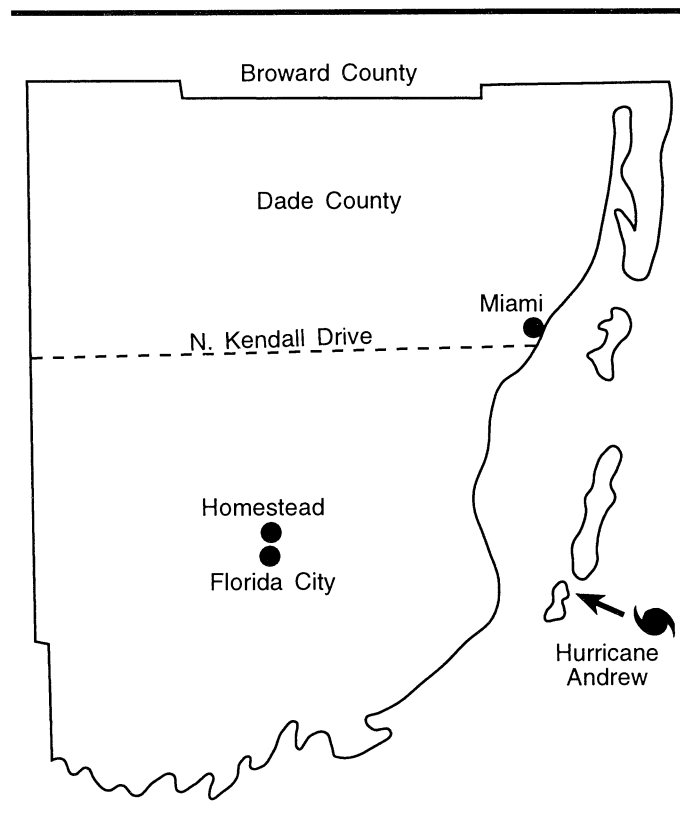 Broward County
Dade County
Miami
N. Kendall Drive
Homestead
Florida City
Hurricane
Andrew